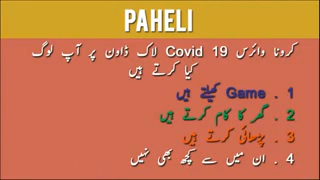 PAHELI
کرونا وائرس Covid 19 لاک ڈاون پر آپ لوگ
کیا کرتے ہیں
1 . Game کھیلتے ہیں
2 . گھر کا کام کرتے ہیں
3 . پڑھائی کرتے ہیں
4 . ان میں سے کچھ بھی نہیں